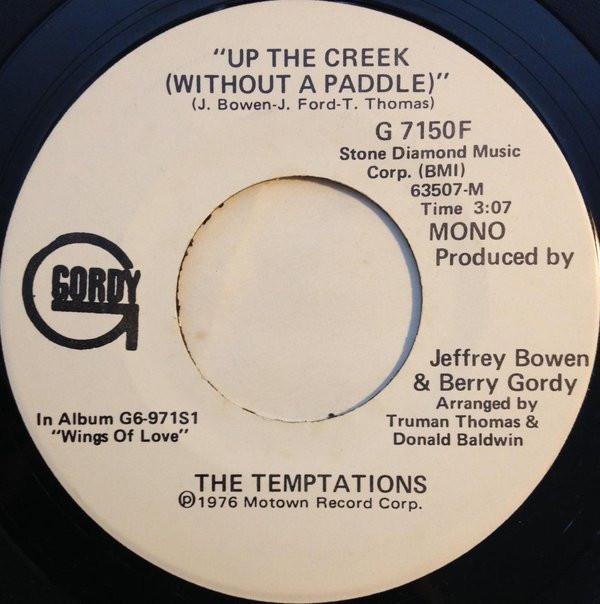 "UP THE CREEK
(WITHOUT A PADDLE)"
(J. Bowen-J. Ford-T. Thomas)
G 7150F
Stone Diamond Music
Corp. (BMI)
63507-M
Time 3:07
MONO
Produced by
GORDY
Jeffrey Bowen
& Berry Gordy
Arranged by
Truman Thomas &
Donald Baldwin
In Album G6-971S1
"Wings Of Love"
THE TEMPTATIONS
℗1976 Motown Record Corp.